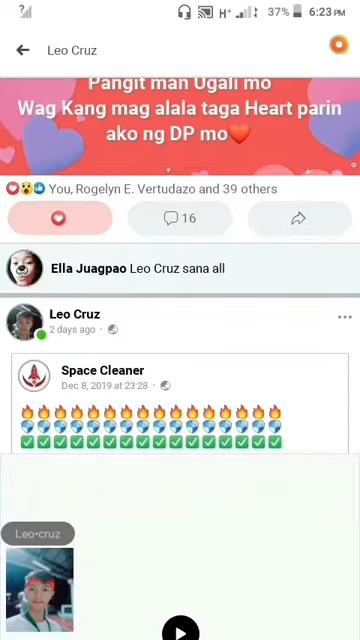 37% 6:23 PM
Leo Cruz
Pangit man Ugali mo
Wag Kang mag alala taga Heart parin
ako ng DP mo❤️
You, Rogelyn E. Vertudazo and 39 others
16
Ella Juagpao Leo Cruz sana all
Leo Cruz
2 days ago
Space Cleaner
Dec 8, 2019 at 23:28
Leo•cruz